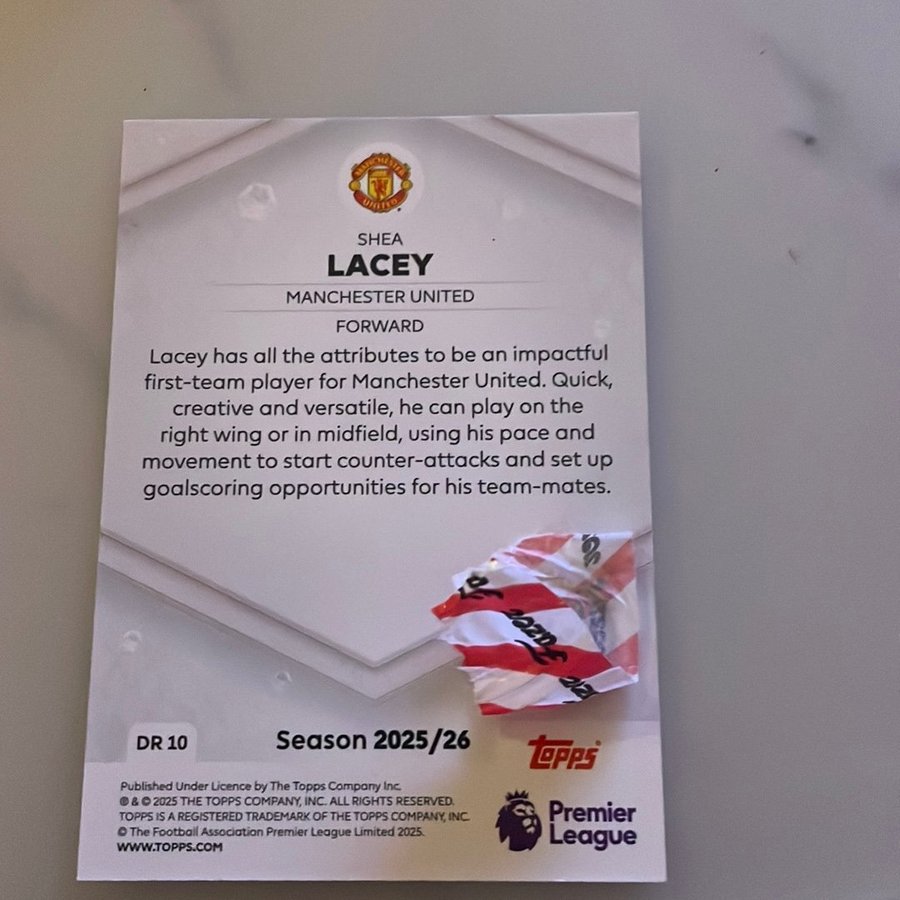 MANCHESTER
UNITED
SHEA
LACEY
MANCHESTER UNITED
FORWARD
Lacey has all the attributes to be an impactful
first-team player for Manchester United. Quick,
creative and versatile, he can play on the
right wing or in midfield, using his pace and
movement to start counter-attacks and set up
goalscoring opportunities for his team-mates.
Fazer
DR 10
Season 2025/26
Topps
Published Under Licence by The Topps Company Inc.
® & © 2025 THE TOPPS COMPANY, INC. ALL RIGHTS RESERVED.
TOPPS IS A REGISTERED TRADEMARK OF THE TOPPS COMPANY, INC.
© The Football Association Premier League Limited 2025.
WWW.TOPPS.COM
Premier
League